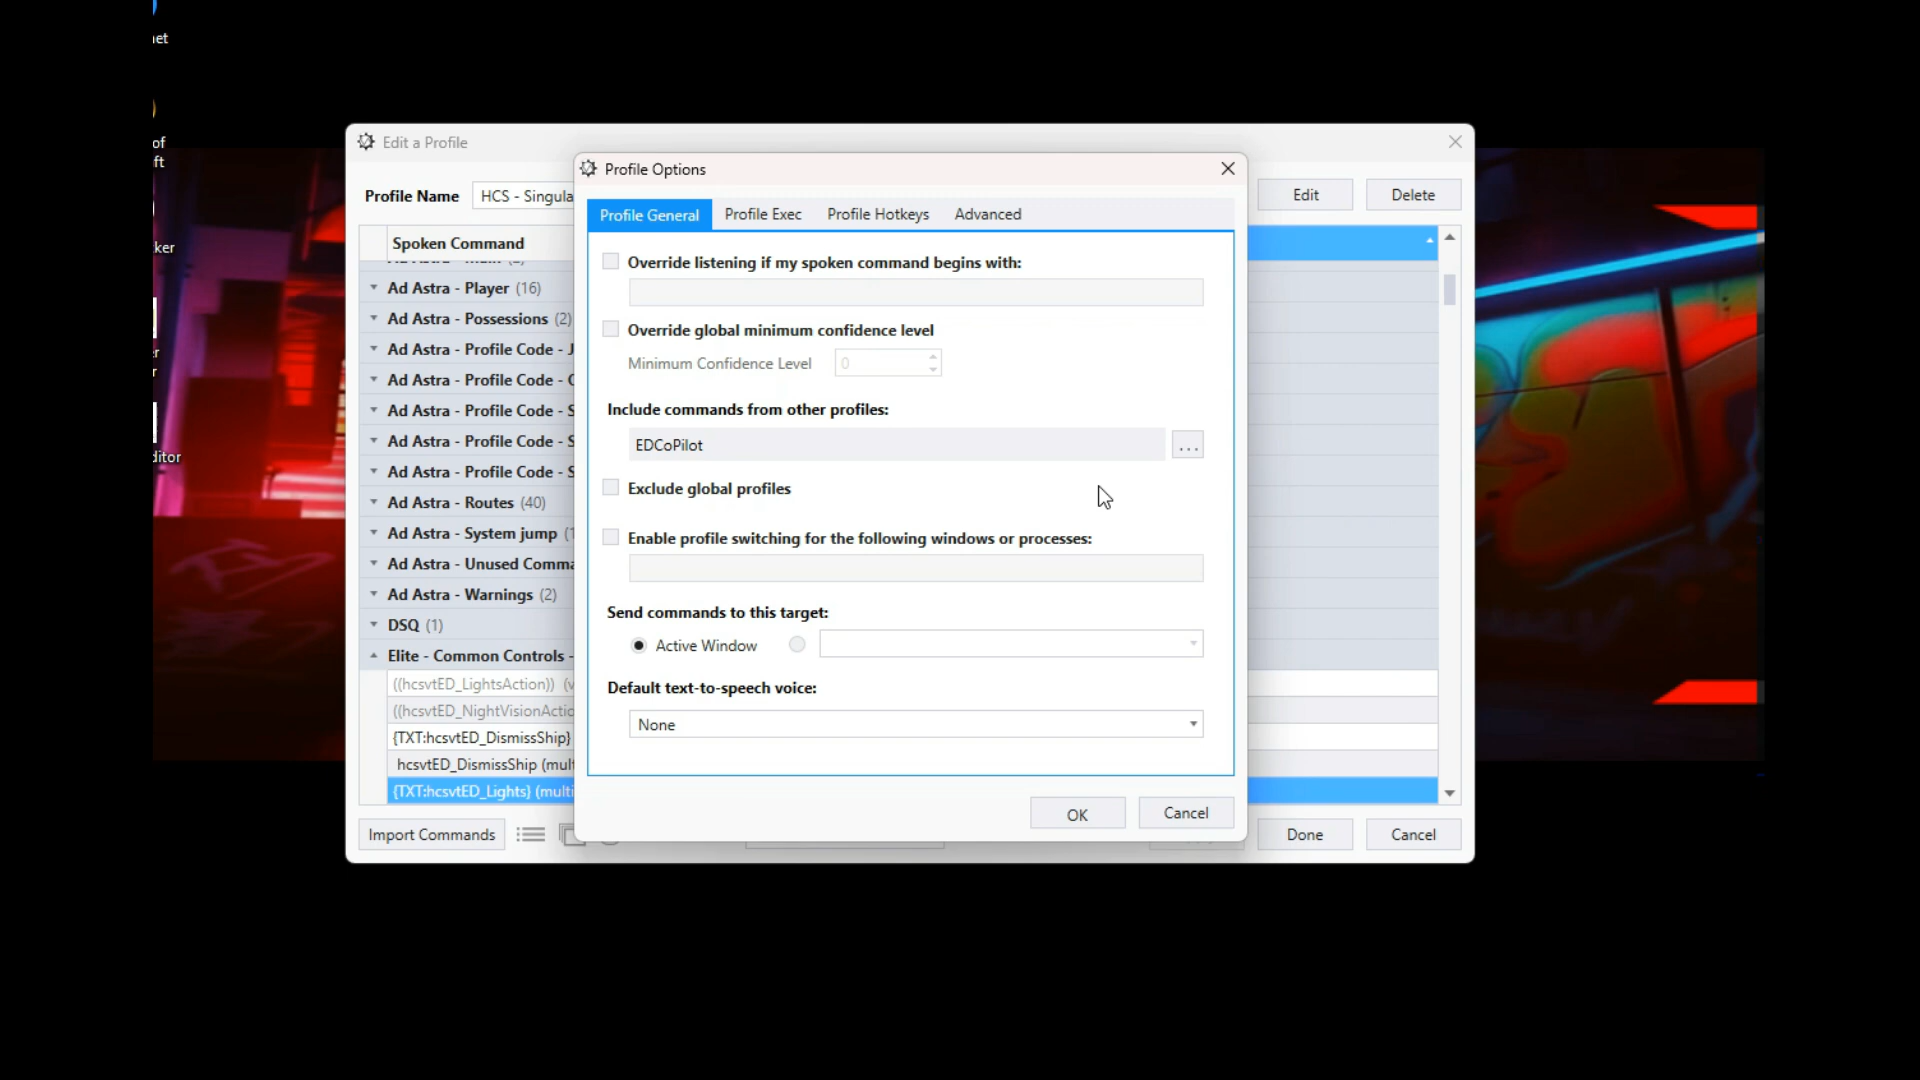 net
of
ft
ker
r
r
ditor
Edit a Profile
Profile Name
HCS - Singula
Edit
Delete
Spoken Command
Ad Astra - Player (16)
Ad Astra - Possessions (2)
Ad Astra - Profile Code - J
Ad Astra - Profile Code -
Ad Astra - Profile Code - S
Ad Astra - Profile Code - S
Ad Astra - Profile Code - S
Ad Astra - Routes (40)
Ad Astra - System jump (1
Ad Astra - Unused Comma
Ad Astra - Warnings (2)
DSQ (1)
Elite - Common Controls -
((hcsvtED_LightsAction)) (v
((hcsvtED_NightVisionActio
{TXT:hcsvtED_DismissShip}
hcsvtED_DismissShip (mult
{TXT:hcsvtED_Lights} (multi
Import Commands
Done
Cancel
Profile Options
Profile General
Profile Exec
Profile Hotkeys
Advanced
Override listening if my spoken command begins with:
Override global minimum confidence level
Minimum Confidence Level
0
Include commands from other profiles:
EDCoPilot
...
Exclude global profiles
Enable profile switching for the following windows or processes:
Send commands to this target:
Active Window
Default text-to-speech voice:
None
OK
Cancel